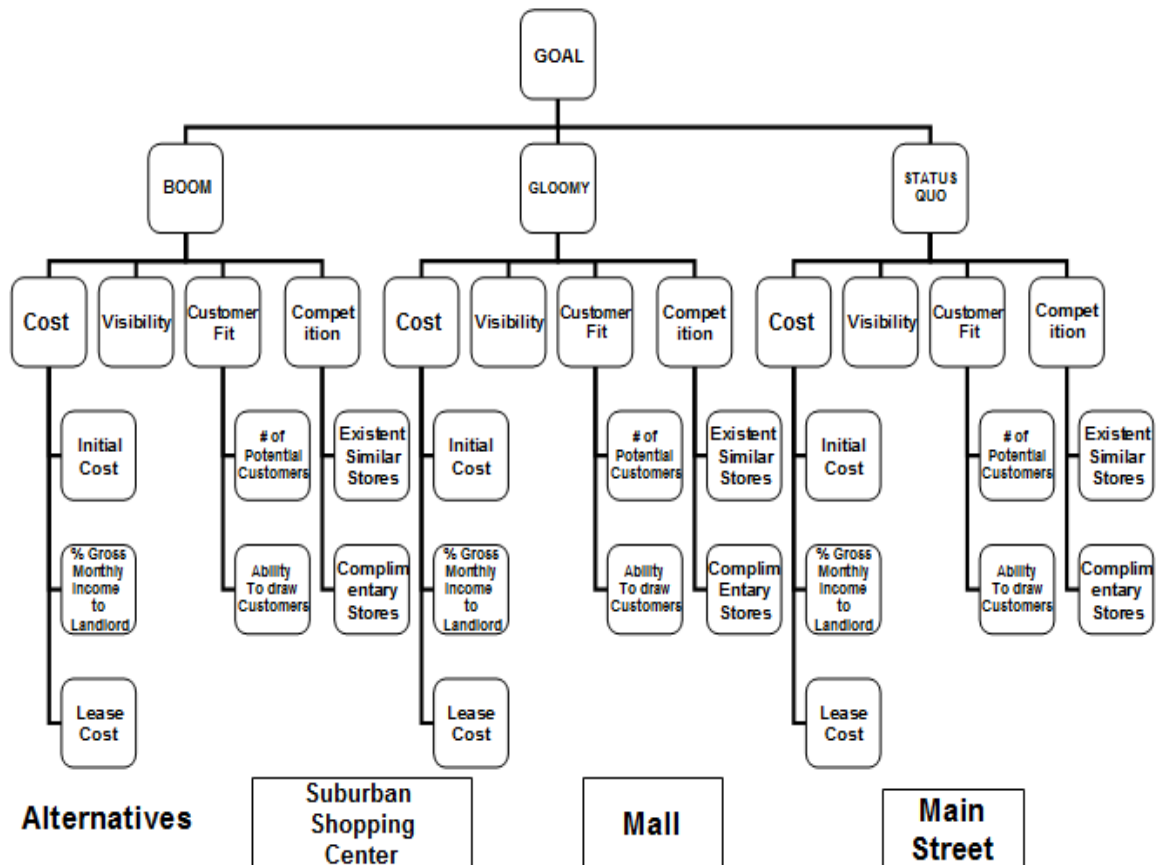 GOAL
BOOM
GLOOMY
STATUS
QUO
Cost
Visibility
Customer
Fit
Compet
ition
Cost
Visibility
Customer
Fit
Compet
ition
Cost
Visibility
Customer
Fit
Compet
ition
Initial
Cost
# of
Potential
Customers
Existent
Similar
Stores
Initial
Cost
# of
Potential
Customers
Existent
Similar
Stores
Initial
Cost
# of
Potential
Customers
Existent
Similar
Stores
% Gross
Monthly
Income
to
Landlord
Ability
To draw
Customers
Complim
entary
Stores
% Gross
Monthly
Income
to
Landlord
Ability
To draw
Customers
Complim
Entary
Stores
% Gross
Monthly
Income
to
Landlord
Ability
To draw
Customers
Complim
entary
Stores
Lease
Cost
Lease
Cost
Lease
Cost
Alternatives
Suburban
Shopping
Center
Mall
Main
Street